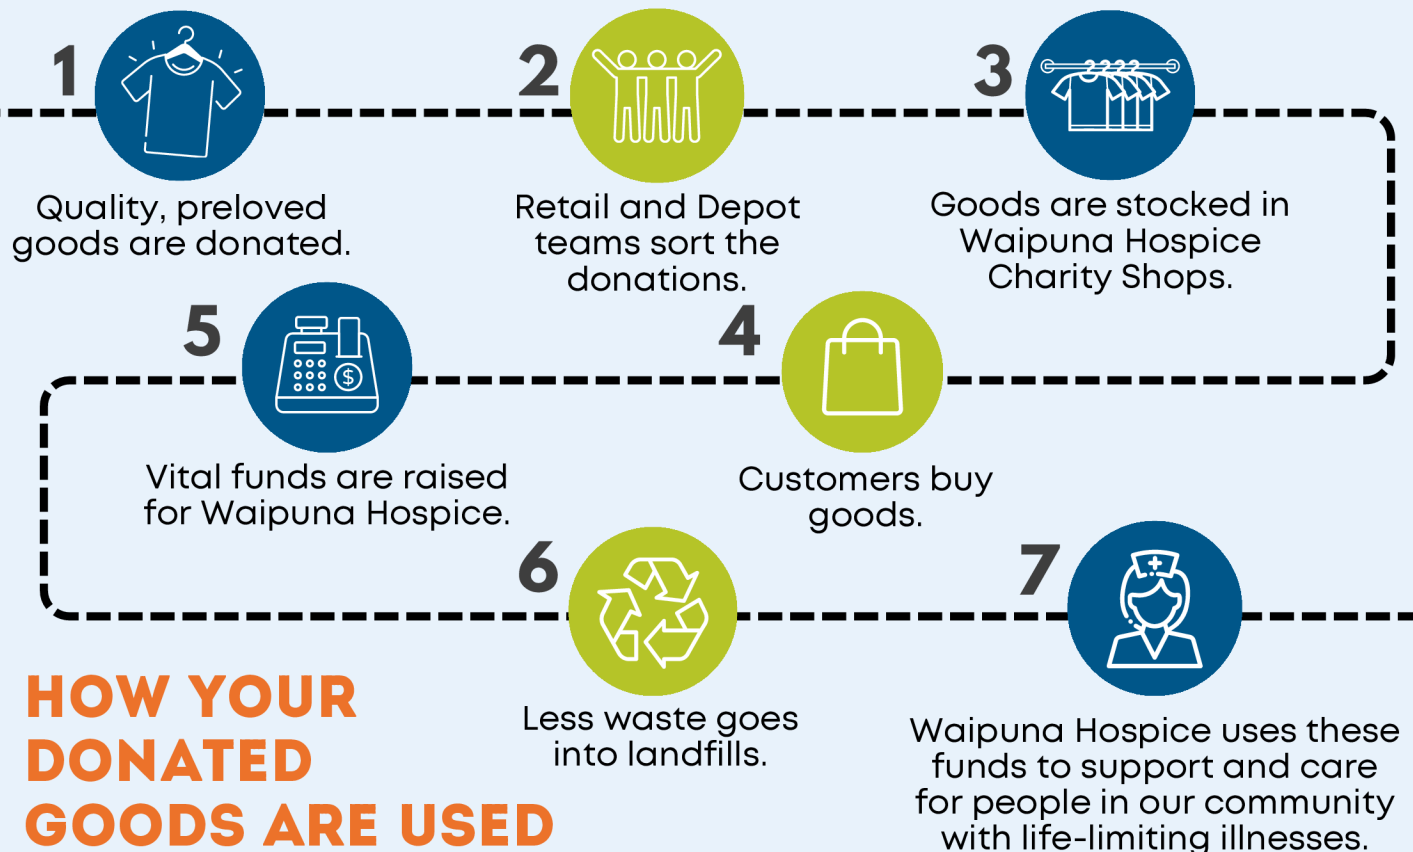 1
Quality, preloved
goods are donated.
2
Retail and Depot
teams sort the
donations.
3
Goods are stocked in
Waipuna Hospice
Charity Shops.
4
Customers buy
goods.
5
$
Vital funds are raised
for Waipuna Hospice.
6
Less waste goes
into landfills.
7
Waipuna Hospice uses these
funds to support and care
for people in our community
with life-limiting illnesses.
HOW YOUR
DONATED
GOODS ARE USED